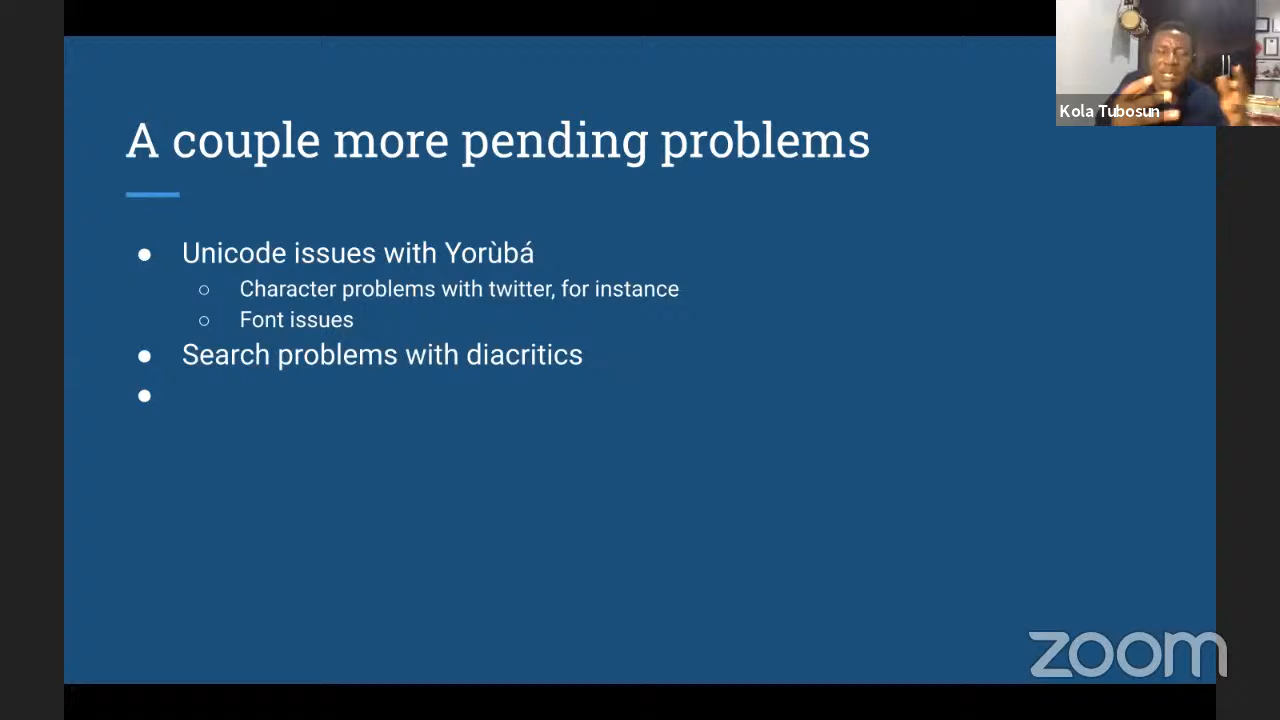 Kola Tubosun
A couple more pending problems
● Unicode issues with Yorùbá
○ Character problems with twitter, for instance
○ Font issues
● Search problems with diacritics
●
zoom